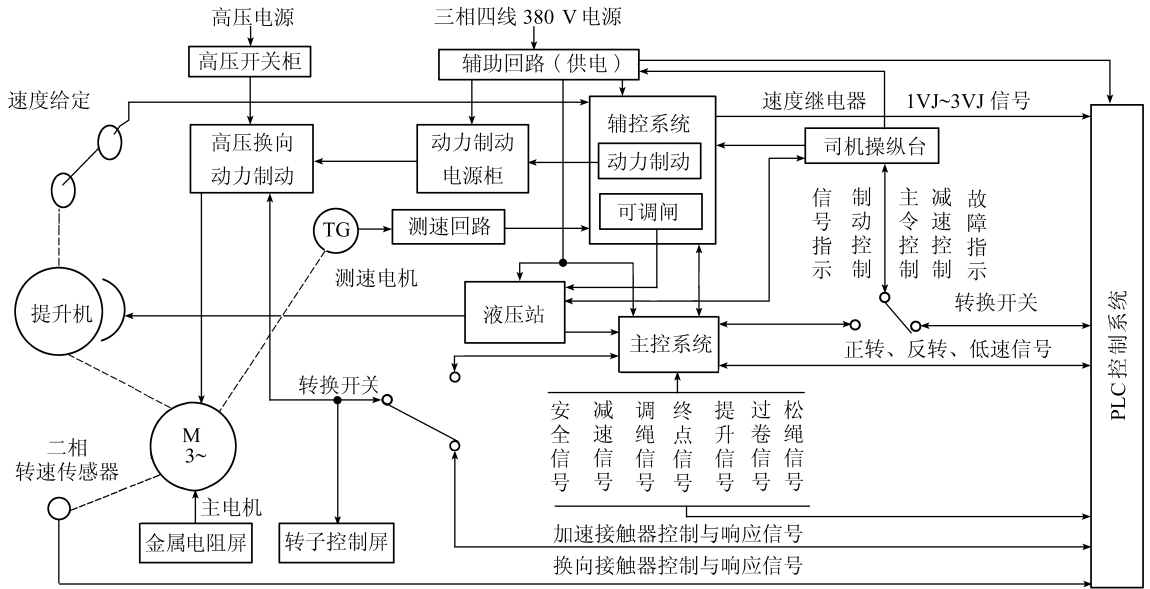 高压电源
三相四线 380 V 电源
高压开关柜
辅助回路（供电）
速度给定
速度继电器
1VJ~3VJ 信号
高压换向
动力制动
动力制动
电源柜
辅控系统
动力制动
可调闸
司机操纵台
TG
测速回路
测速电机
信号指示
制动控制
主令控制
减速控制
故障指示
提升机
液压站
主控系统
转换开关
正转、反转、低速信号
PLC控制系统
转换开关
安全信号
减速信号
调绳信号
终点信号
提升信号
过卷信号
松绳信号
M
3~
二相
转速传感器
主电机
金属电阻屏
转子控制屏
加速接触器控制与响应信号
换向接触器控制与响应信号